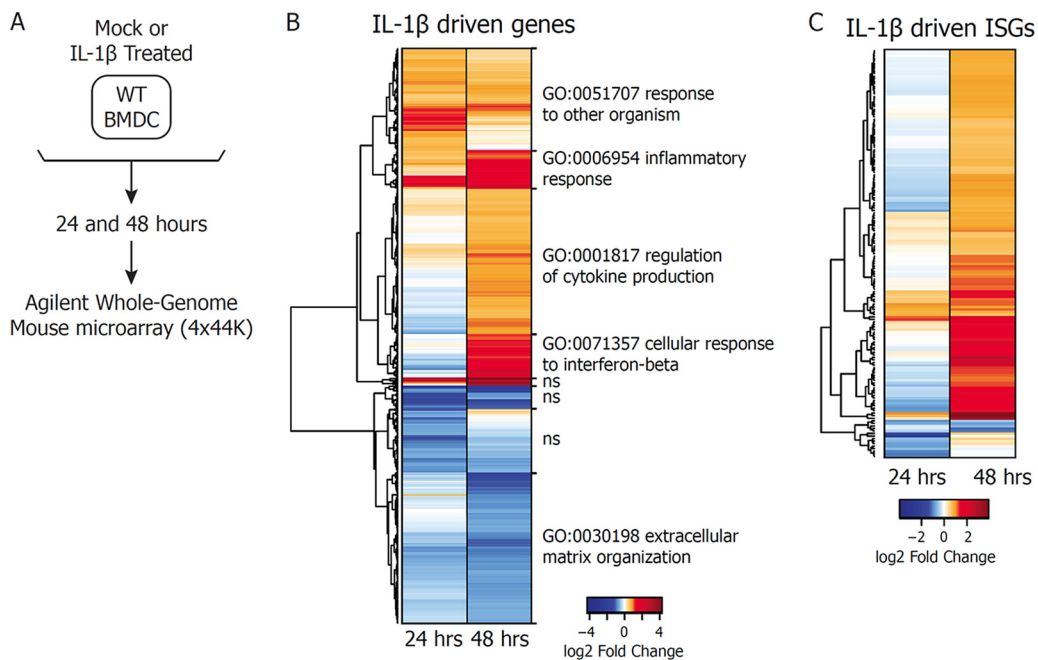 A
Mock or
IL-1β Treated
WT
BMDC
24 and 48 hours
Agilent Whole-Genome
Mouse microarray (4x44K)
B
IL-1β driven genes
GO:0051707 response
to other organism
GO:0006954 inflammatory
response
GO:0001817 regulation
of cytokine production
GO:0071357 cellular response
to interferon-beta
ns
ns
ns
GO:0030198 extracellular
matrix organization
24 hrs 48 hrs
−4 0 4
log2 Fold Change
C
IL-1β driven ISGs
24 hrs 48 hrs
−2 0 2
log2 Fold Change